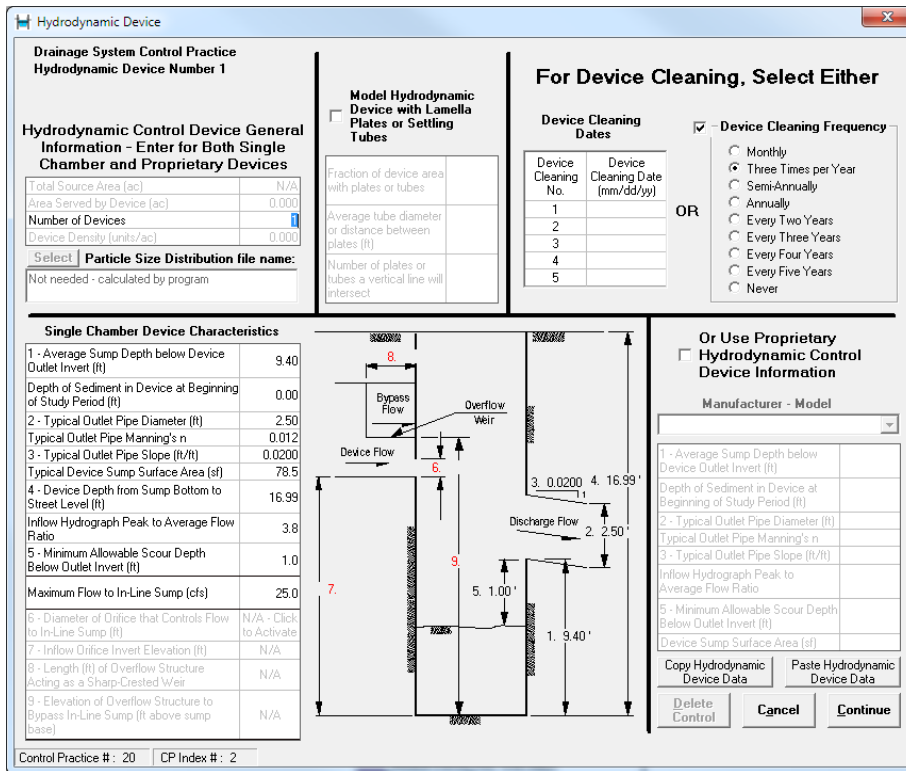 Hydrodynamic Device
Drainage System Control Practice
Hydrodynamic Device Number 1
Hydrodynamic Control Device General
Information - Enter for Both Single
Chamber and Proprietary Devices
Total Source Area (ac) N/A
Area Served by Device (ac) 0.000
Number of Devices 1
Device Density (units/ac) 0.000
Select Particle Size Distribution file name:
Not needed - calculated by program
Model Hydrodynamic
Device with Lamella
Plates or Settling
Tubes
Fraction of device area
with plates or tubes
Average tube diameter
or distance between
plates (ft)
Number of plates or
tubes a vertical line will
intersect
For Device Cleaning, Select Either
Device Cleaning
Dates
Device
Cleaning
No.
Device
Cleaning Date
(mm/dd/yy)
1
2
3
4
5
OR
Device Cleaning Frequency
Monthly
Three Times per Year
Semi-Annually
Annually
Every Two Years
Every Three Years
Every Four Years
Every Five Years
Never
Single Chamber Device Characteristics
1 - Average Sump Depth below Device
Outlet Invert (ft) 9.40
Depth of Sediment in Device at Beginning
of Study Period (ft) 0.00
2 - Typical Outlet Pipe Diameter (ft) 2.50
Typical Outlet Pipe Manning's n 0.012
3 - Typical Outlet Pipe Slope (ft/ft) 0.0200
Typical Device Sump Surface Area (sf) 78.5
4 - Device Depth from Sump Bottom to
Street Level (ft) 16.99
Inflow Hydrograph Peak to Average Flow
Ratio 3.8
5 - Minimum Allowable Scour Depth
Below Outlet Invert (ft) 1.0
Maximum Flow to In-Line Sump (cfs) 25.0
6 - Diameter of Orifice that Controls Flow
to In-Line Sump (ft)
N/A - Click
to Activate
7 - Inflow Orifice Invert Elevation (ft) N/A
8 - Length (ft) of Overflow Structure
Acting as a Sharp-Crested Weir N/A
9 - Elevation of Overflow Structure to
Bypass In-Line Sump (ft above sump
base) N/A
8.
Bypass
Flow
Overflow
Weir
Device Flow
6.
3. 0.0200
1
4. 16.99 '
Discharge Flow
2. 2.50 '
9.
7.
5. 1.00 '
1. 9.40 '
Or Use Proprietary
Hydrodynamic Control
Device Information
Manufacturer - Model
1 - Average Sump Depth below
Device Outlet Invert (ft)
Depth of Sediment in Device at
Beginning of Study Period (ft)
2 - Typical Outlet Pipe Diameter (ft)
Typical Outlet Pipe Manning's n
3 - Typical Outlet Pipe Slope (ft/ft)
Inflow Hydrograph Peak to
Average Flow Ratio
5 - Minimum Allowable Scour Depth
Below Outlet Invert (ft)
Device Sump Surface Area (sf)
Copy Hydrodynamic
Device Data
Paste Hydrodynamic
Device Data
Delete
Control
Cancel
Continue
Control Practice # : 20 CP Index # : 2